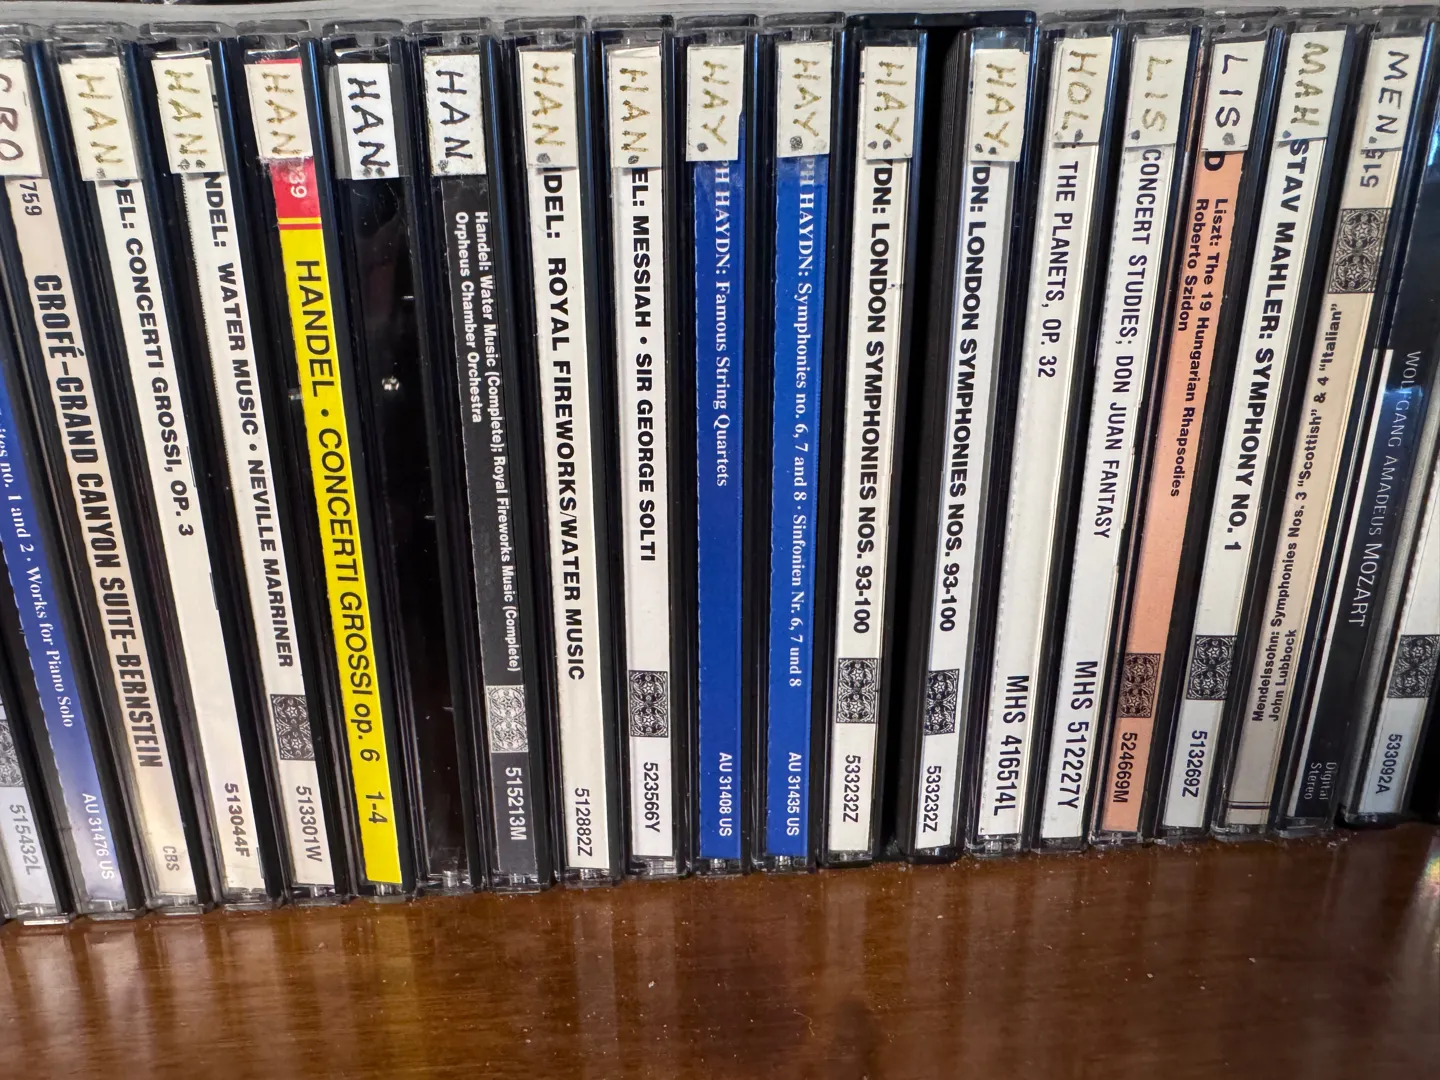 ites no. 1 and 2 · Works for Piano Solo
AU 31476 US
515432L
GRO
759
GROFÉ–GRAND CANYON SUITE–BERNSTEIN
CBS
HAN.
DEL: CONCERTI GROSSI, OP. 3
513044F
HAN.
NDEL: WATER MUSIC • NEVILLE MARRINER
513301W
HAN.
39
HANDEL • CONCERTI GROSSI op. 6 1-4
HAN.
HAN.
Handel: Water Music (Complete); Royal Fireworks Music (Complete)
Orpheus Chamber Orchestra
515213M
HAN.
DEL: ROYAL FIREWORKS/WATER MUSIC
512882Z
HAN.
EL: MESSIAH • SIR GEORGE SOLTI
523566Y
HAY.
PH HAYDN: Famous String Quartets
AU 31408 US
HAY.
PH HAYDN: Symphonies no. 6, 7 and 8 · Sinfonien Nr. 6, 7 und 8
AU 31435 US
HAY.
DN: LONDON SYMPHONIES NOS. 93-100
533232Z
HAY.
DN: LONDON SYMPHONIES NOS. 93-100
533232Z
HOL.
THE PLANETS, OP. 32
MHS 416514L
LIS.
CONCERT STUDIES; DON JUAN FANTASY
MHS 512227Y
LIS.
D
Liszt: The 19 Hungarian Rhapsodies
Roberto Szidon
524669M
MAH.
STAV MAHLER: SYMPHONY NO. 1
513269Z
MEN.
515
Mendelssohn: Symphonies Nos. 3 "Scottish" & 4 "Italian"
John Lubbock
WOLFGANG AMADEUS MOZART
Digital
Stereo
533092A